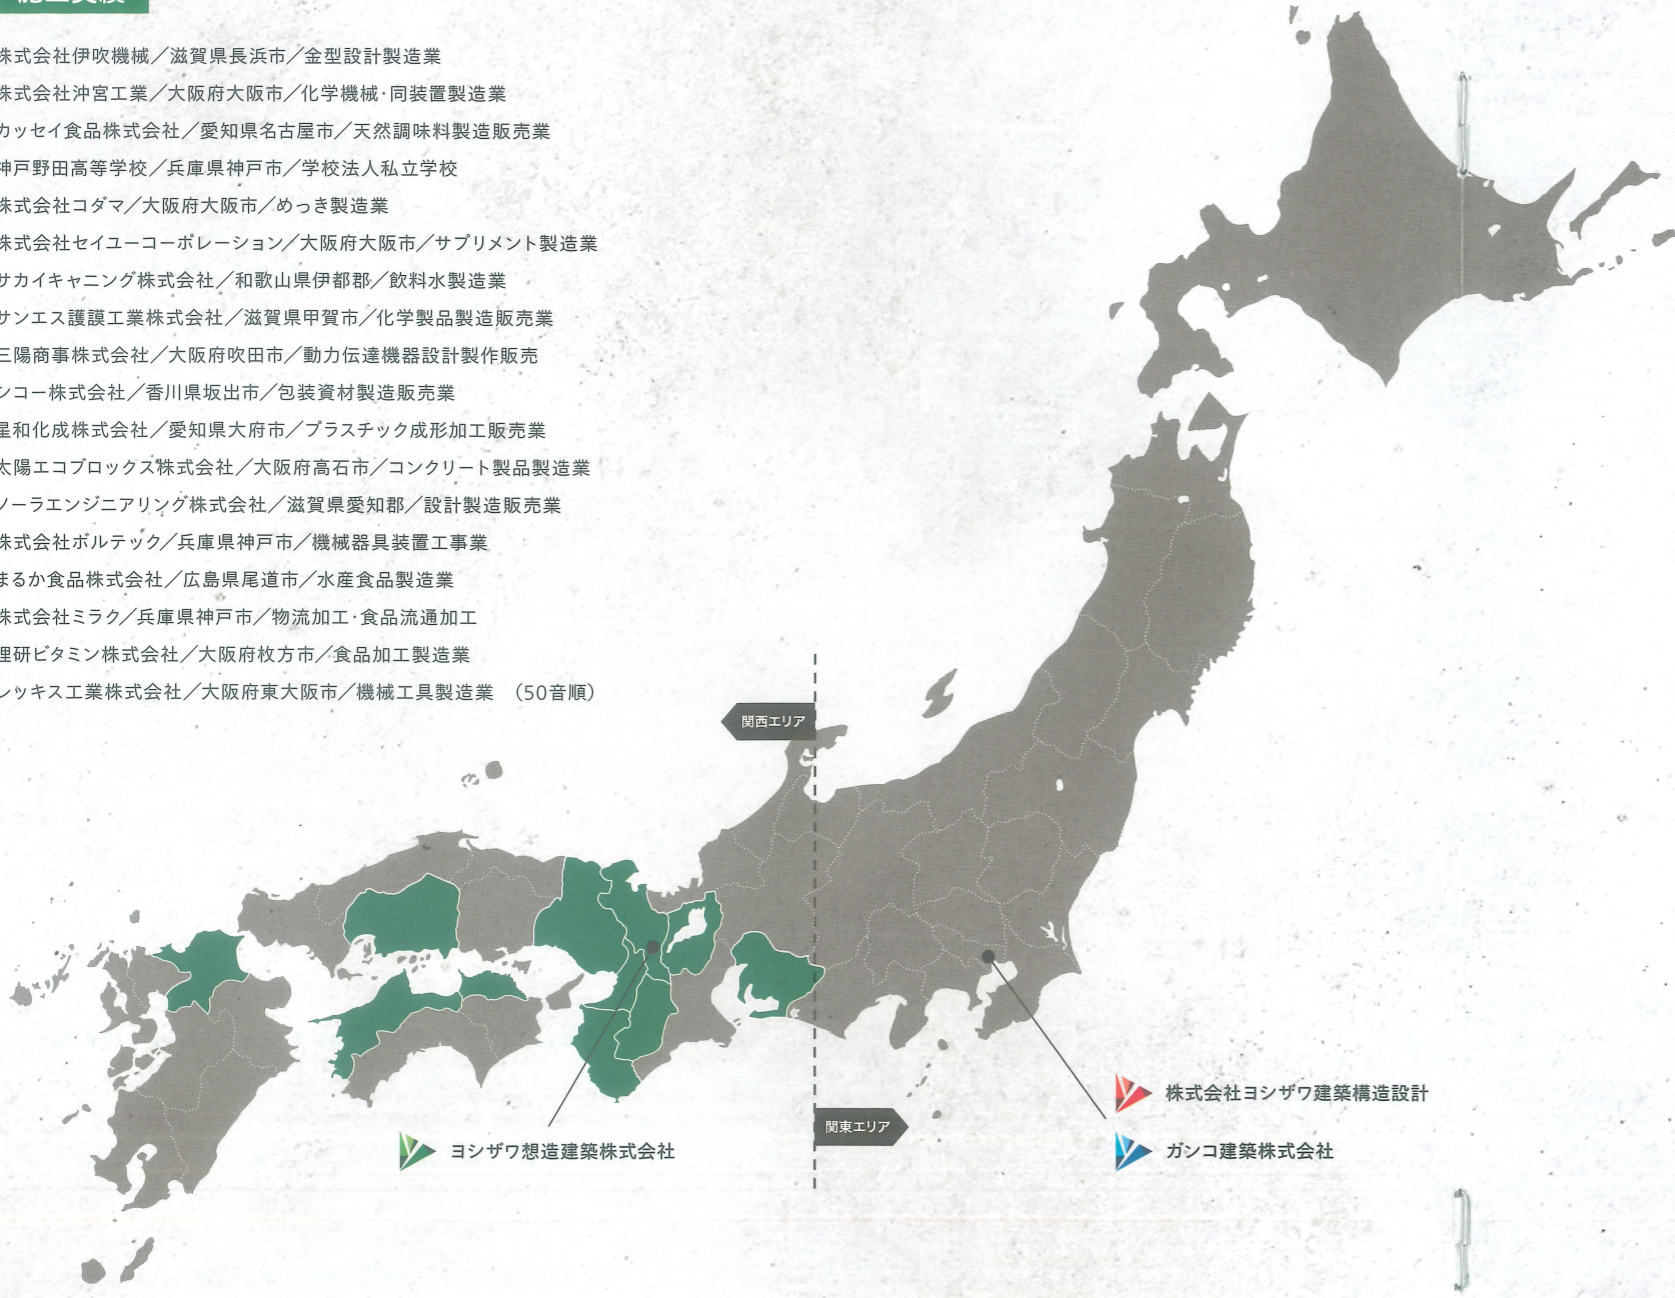 施工実績
株式会社伊吹機械／滋賀県長浜市／金型設計製造業
株式会社沖宮工業／大阪府大阪市／化学機械・同装置製造業
カッセイ食品株式会社／愛知県名古屋市／天然調味料製造販売業
神戸野田高等学校／兵庫県神戸市／学校法人私立学校
株式会社コダマ／大阪府大阪市／めっき製造業
株式会社セイユーコーポレーション／大阪府大阪市／サプリメント製造業
サカイキャニング株式会社／和歌山県伊都郡／飲料水製造業
サンエス護謨工業株式会社／滋賀県甲賀市／化学製品製造販売業
三陽商事株式会社／大阪府吹田市／動力伝達機器設計製作販売
ンコー株式会社／香川県坂出市／包装資材製造販売業
星和化成株式会社／愛知県大府市／プラスチック成形加工販売業
太陽エコブロックス株式会社／大阪府高石市／コンクリート製品製造業
ソーラエンジニアリング株式会社／滋賀県愛知郡／設計製造販売業
株式会社ボルテック／兵庫県神戸市／機械器具装置工事業
まるか食品株式会社／広島県尾道市／水産食品製造業
株式会社ミラク／兵庫県神戸市／物流加工・食品流通加工
理研ビタミン株式会社／大阪府枚方市／食品加工製造業
レッキス工業株式会社／大阪府東大阪市／機械工具製造業　（50音順）
関西エリア
関東エリア
株式会社ヨシザワ建築構造設計
ヨシザワ想造建築株式会社
ガンコ建築株式会社